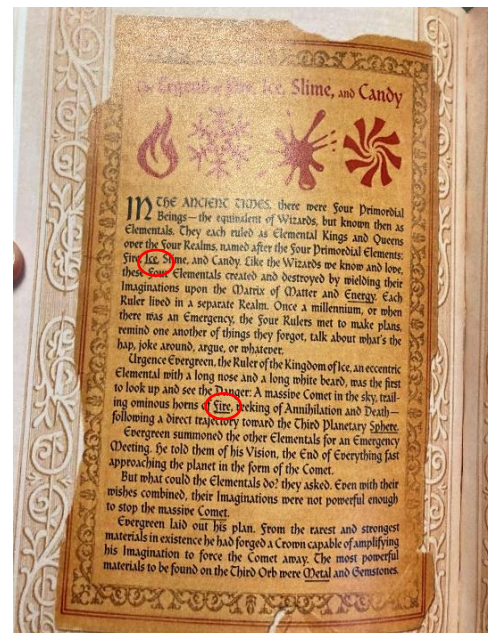 The Legend of Fire, Ice, Slime, and Candy
IN THE ANCIENT TIMES, there were Four Primordial
Beings—the equivalent of Wizards, but known then as
Elementals. They each ruled as Elemental Kings and Queens
over the Four Realms, named after the Four Primordial Elements:
Fire, Ice, Slime, and Candy. Like the Wizards we know and love,
these Four Elementals created and destroyed by wielding their
Imaginations upon the Matrix of Matter and Energy. Each
Ruler lived in a separate Realm. Once a millennium, or when
there was an Emergency, the Four Rulers met to make plans,
remind one another of things they forgot, talk about what's the
hap, joke around, argue, or whatever.
Urgence Evergreen, the Ruler of the Kingdom of Ice, an eccentric
Elemental with a long nose and a long white beard, was the first
to look up and see the Danger: A massive Comet in the sky, trail-
ing ominous horns of Fire, reeking of Annihilation and Death—
following a direct trajectory toward the Third Planetary Sphere.
Evergreen summoned the other Elementals for an Emergency
Meeting. He told them of his Vision, the End of Everything fast
approaching the planet in the form of the Comet.
But what could the Elementals do? they asked. Even with their
wishes combined, their Imaginations were not powerful enough
to stop the massive Comet.
Evergreen laid out his plan. From the rarest and strongest
materials in existence he had forged a Crown capable of amplifying
his Imagination to force the Comet away. The most powerful
materials to be found on the Third Orb were Metal and Gemstones.